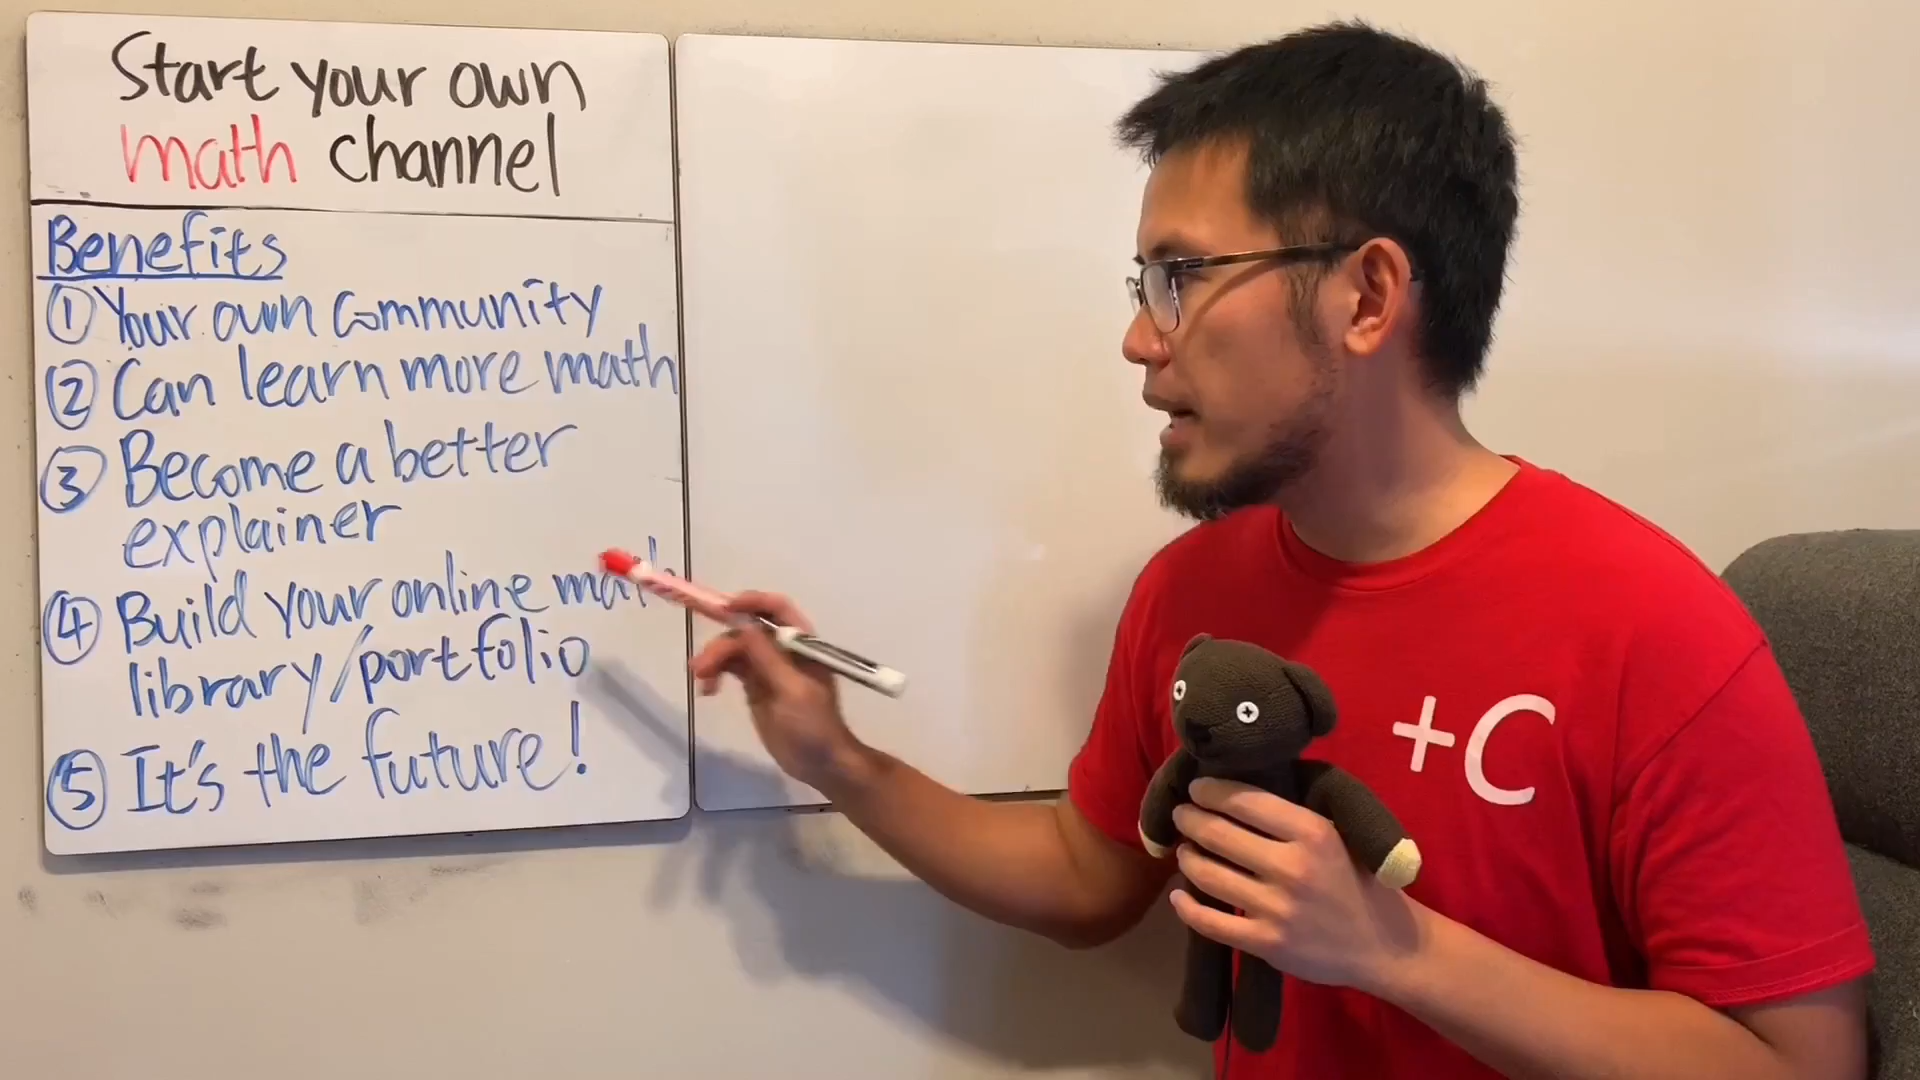 Start your own
math channel
Benefits
① Your own community
② Can learn more math
③ Become a better
explainer
④ Build your online
library/portfolio
⑤ It's the future!
+C